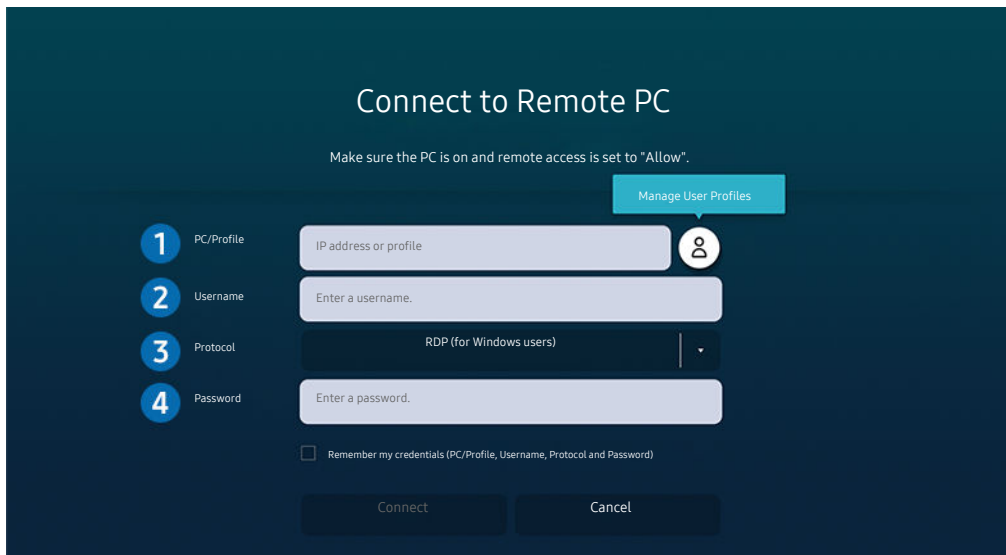 Connect to Remote PC
Make sure the PC is on and remote access is set to "Allow".
Manage User Profiles
1 PC/Profile IP address or profile
2 Username Enter a username.
3 Protocol RDP (for Windows users)
4 Password Enter a password.
Remember my credentials (PC/Profile, Username, Protocol and Password)
Connect Cancel